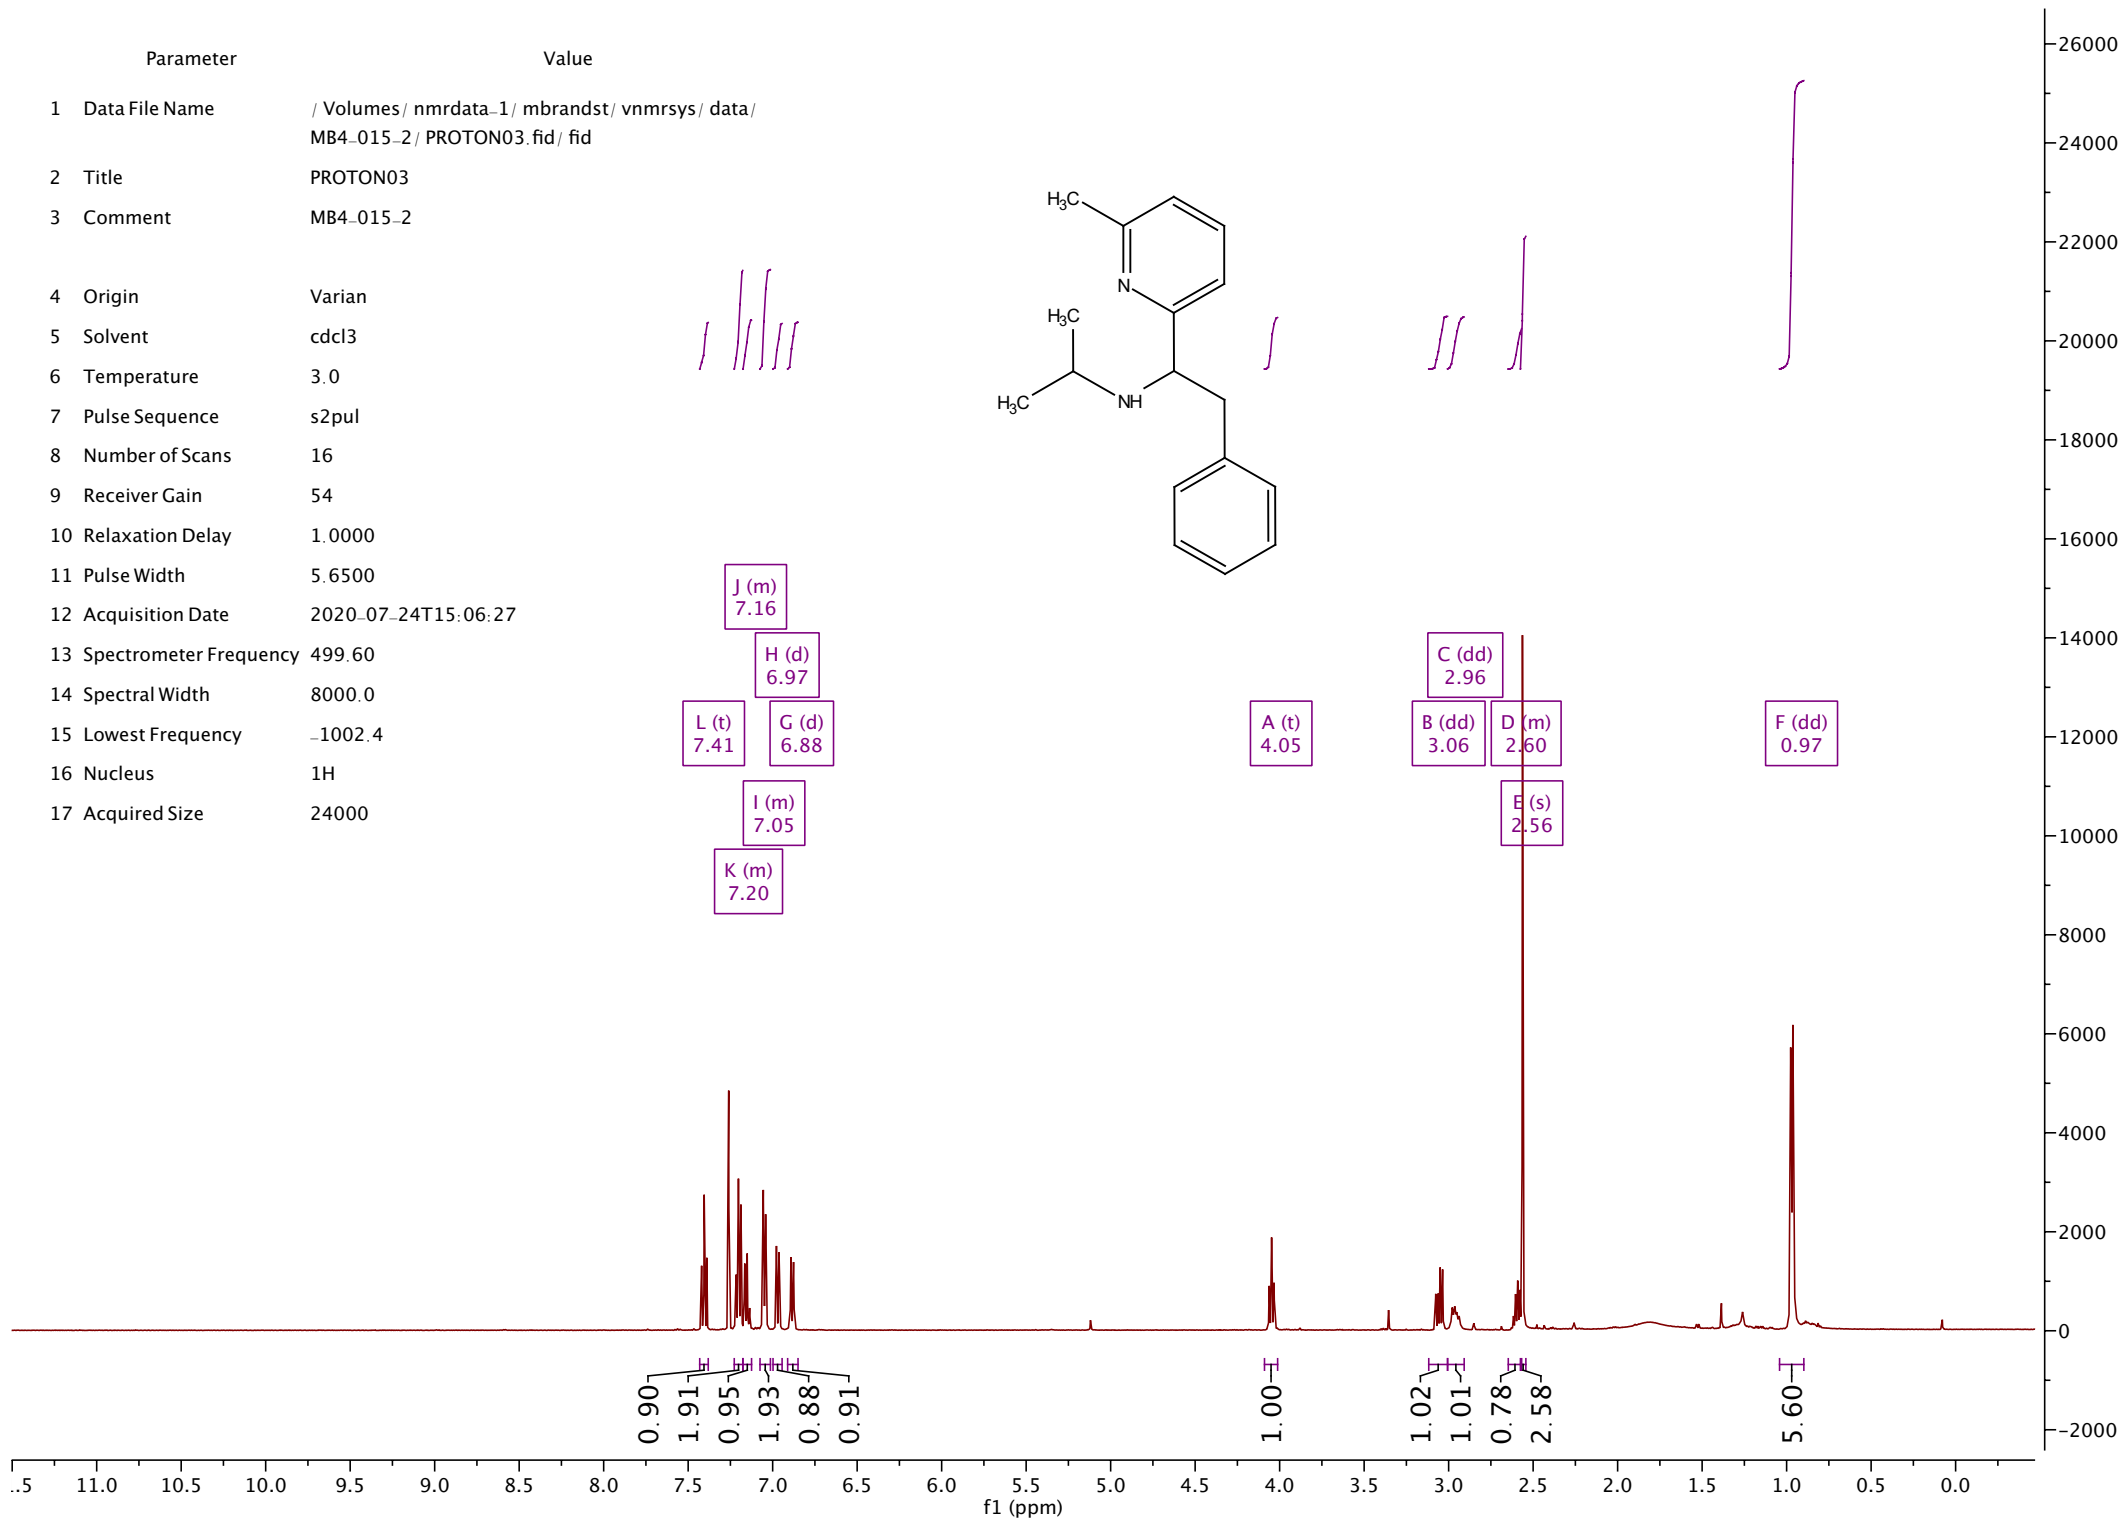 Parameter Value
1 Data File Name / Volumes/ nmrdata_1/ mbrandst/ vnmrsys/ data/
MB4_015_2/ PROTON03.fid/ fid
2 Title PROTON03
3 Comment MB4_015_2
4 Origin Varian
5 Solvent cdcl3
6 Temperature 3.0
7 Pulse Sequence s2pul
8 Number of Scans 16
9 Receiver Gain 54
10 Relaxation Delay 1.0000
11 Pulse Width 5.6500
12 Acquisition Date 2020_07_24T15:06:27
13 Spectrometer Frequency 499.60
14 Spectral Width 8000.0
15 Lowest Frequency _1002.4
16 Nucleus 1H
17 Acquired Size 24000
H3C
N
H3C
H3C
NH
J (m)
7.16
H (d)
6.97
C (dd)
2.96
L (t)
7.41
G (d)
6.88
A (t)
4.05
B (dd)
3.06
D (m)
2.60
F (dd)
0.97
I (m)
7.05
E (s)
2.56
K (m)
7.20
26000
24000
22000
20000
18000
16000
14000
12000
10000
8000
6000
4000
2000
0
-2000
0.90
1.91
0.95
1.93
0.88
0.91
1.00
1.02
1.01
0.78
2.58
5.60
.5 11.0 10.5 10.0 9.5 9.0 8.5 8.0 7.5 7.0 6.5 6.0 5.5 5.0 4.5 4.0 3.5 3.0 2.5 2.0 1.5 1.0 0.5 0.0
f1 (ppm)